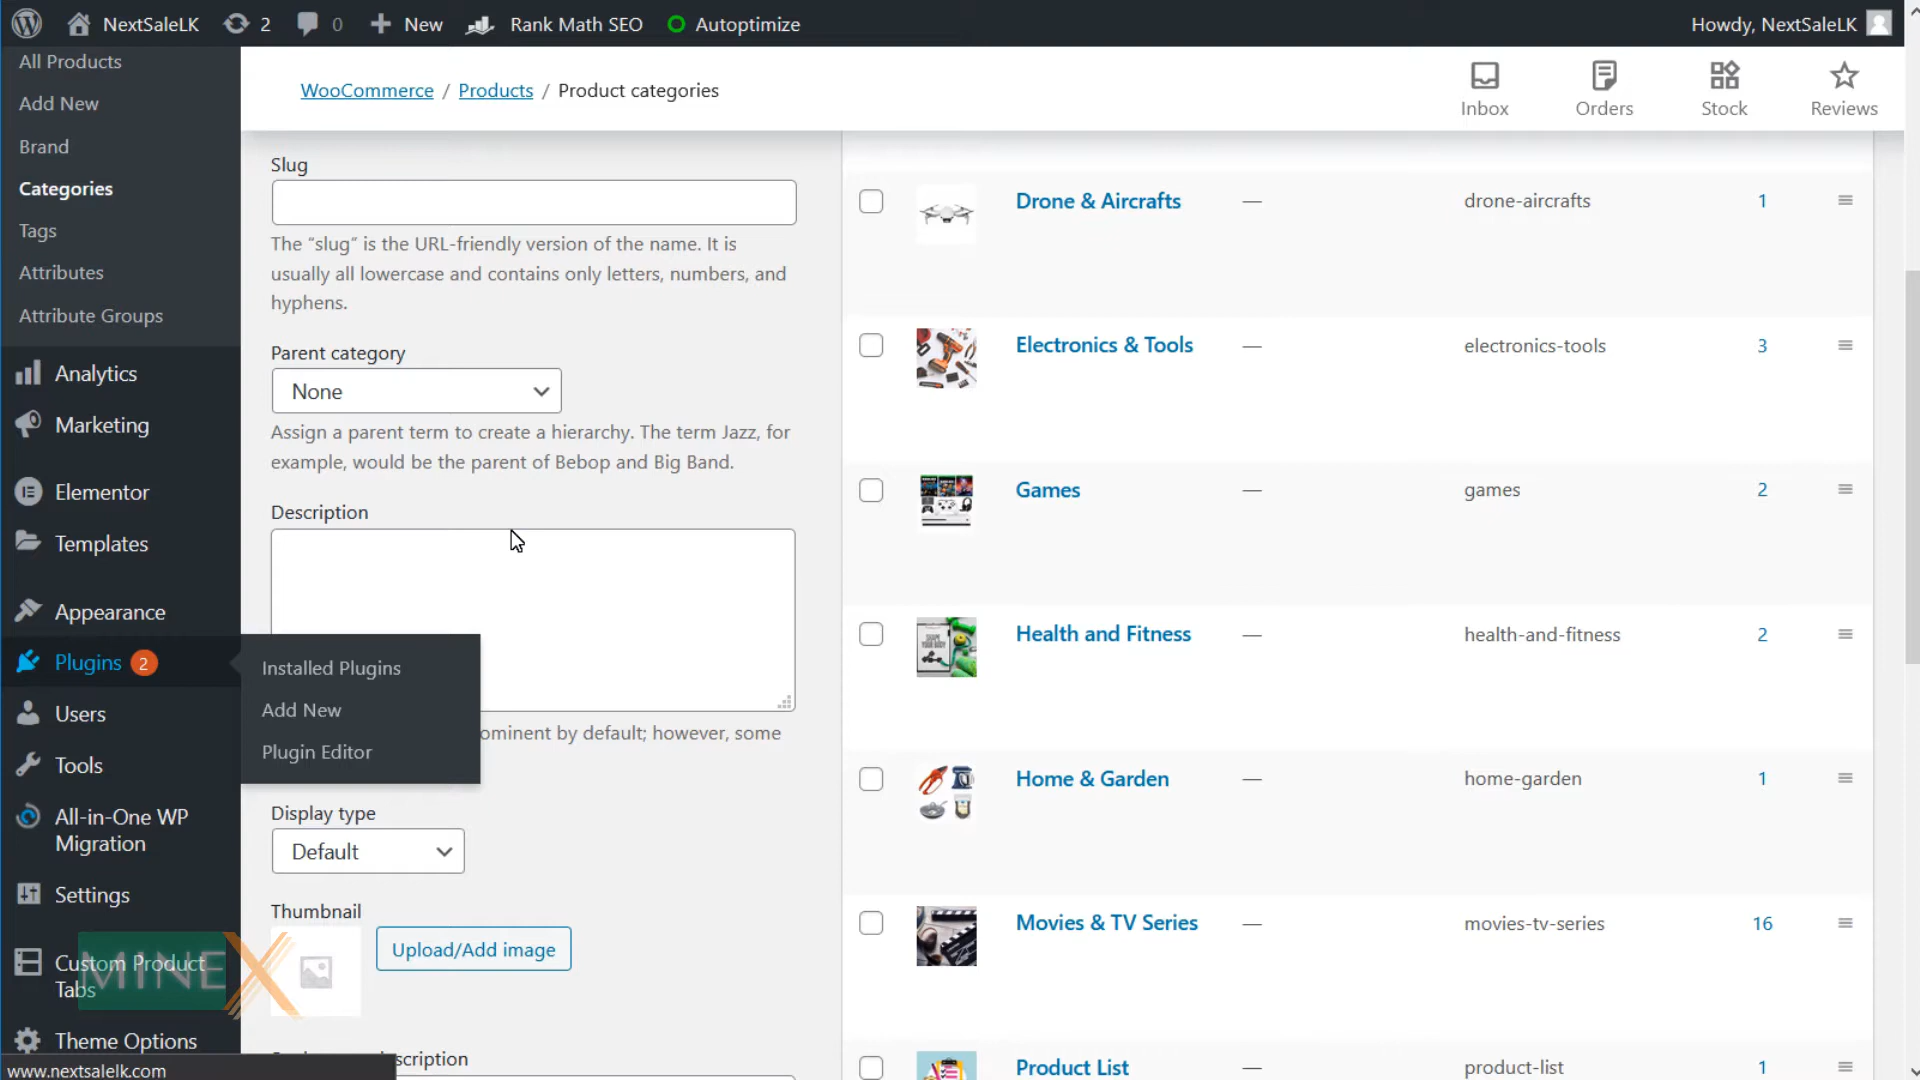 NextSaleLK 2 0 New Rank Math SEO Autoptimize Howdy, NextSaleLK
All Products
Add New
Brand
Categories
Tags
Attributes
Attribute Groups
Analytics
Marketing
Elementor
Templates
Appearance
Plugins 2
Users
Tools
All-in-One WP
Migration
Settings
Custom Product
Tabs
Theme Options
Installed Plugins
Add New
Plugin Editor
WooCommerce / Products / Product categories
Inbox
Orders
Stock
Reviews
Slug
The “slug” is the URL-friendly version of the name. It is
usually all lowercase and contains only letters, numbers, and
hyphens.
Parent category
None
Assign a parent term to create a hierarchy. The term Jazz, for
example, would be the parent of Bebop and Big Band.
Description
ominent by default; however, some
Display type
Default
Thumbnail
Upload/Add image
Drone & Aircrafts — drone-aircrafts 1
Electronics & Tools — electronics-tools 3
Games — games 2
Health and Fitness — health-and-fitness 2
Home & Garden — home-garden 1
Movies & TV Series — movies-tv-series 16
Product List — product-list 1
MINEX
www.nextsalelk.com